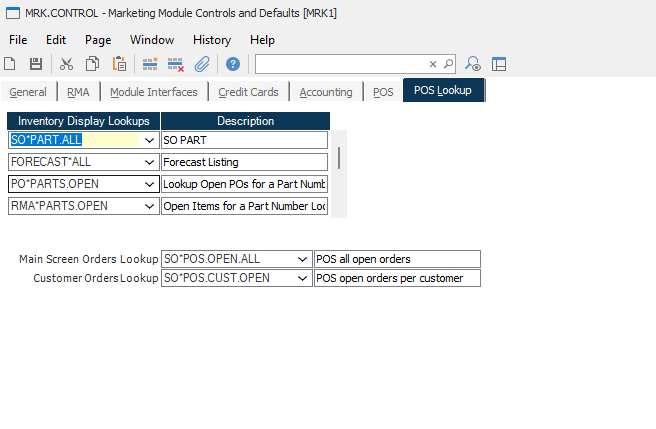 MRK.CONTROL - Marketing Module Controls and Defaults [MRK1]
File Edit Page Window History Help
General RMA Module Interfaces Credit Cards Accounting POS POS Lookup
Inventory Display Lookups Description
SO*PART.ALL SO PART
FORECAST*ALL Forecast Listing
PO*PARTS.OPEN Lookup Open POs for a Part Numb
RMA*PARTS.OPEN Open Items for a Part Number Loo
Main Screen Orders Lookup SO*POS.OPEN.ALL POS all open orders
Customer Orders Lookup SO*POS.CUST.OPEN POS open orders per customer